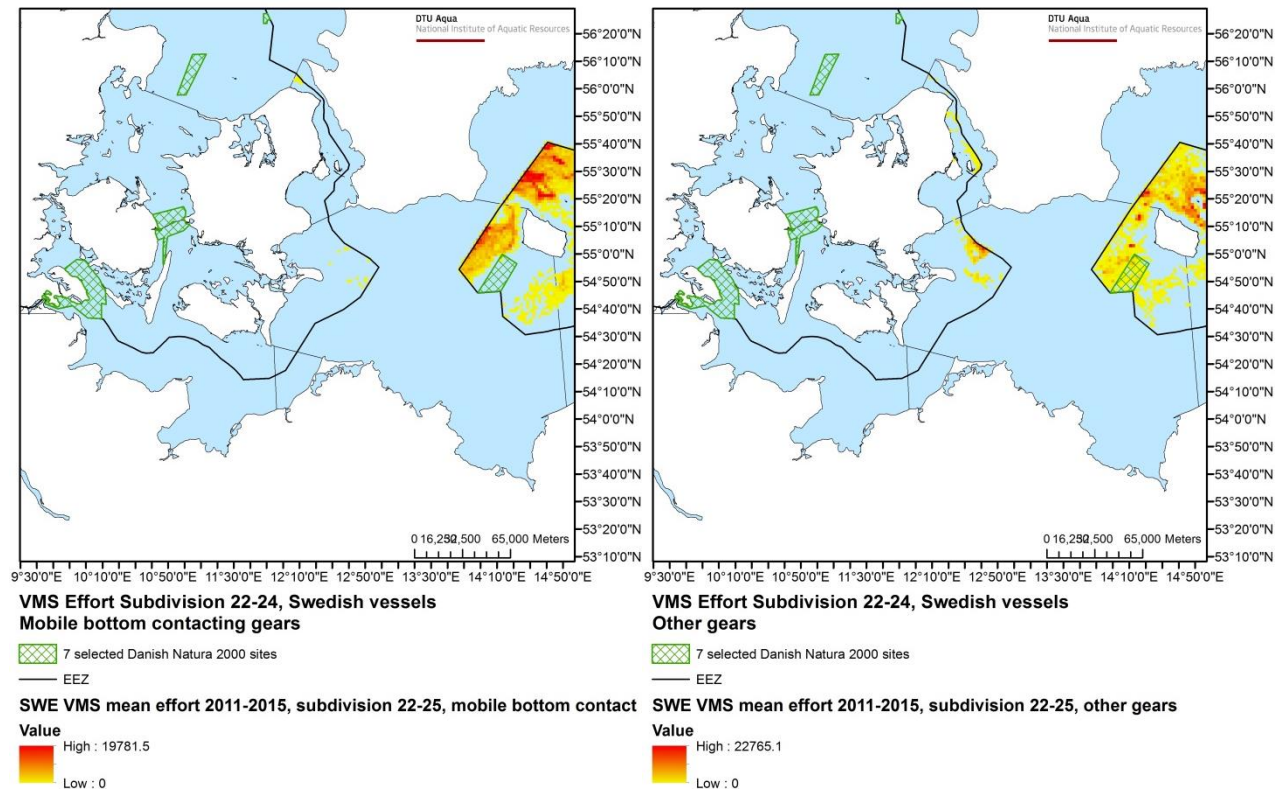 DTU Aqua
National Institute of Aquatic Resources
56°20'0"N
56°10'0"N
56°0'0"N
55°50'0"N
55°40'0"N
55°30'0"N
55°20'0"N
55°10'0"N
55°0'0"N
54°50'0"N
54°40'0"N
54°30'0"N
54°20'0"N
54°10'0"N
54°0'0"N
53°50'0"N
53°40'0"N
53°30'0"N
53°20'0"N
53°10'0"N
65,000 Meters
9°30'0"E 10°10'0"E 10°50'0"E 11°30'0"E 12°10'0"E 12°50'0"E 13°30'0"E 14°10'0"E 14°50'0"E
VMS Effort Subdivision 22-24, Swedish vessels
Mobile bottom contacting gears
7 selected Danish Natura 2000 sites
EEZ
SWE VMS mean effort 2011-2015, subdivision 22-25, mobile bottom contact
Value
High : 19781.5
Low : 0
DTU Aqua
National Institute of Aquatic Resources
56°20'0"N
56°10'0"N
56°0'0"N
55°50'0"N
55°40'0"N
55°30'0"N
55°20'0"N
55°10'0"N
55°0'0"N
54°50'0"N
54°40'0"N
54°30'0"N
54°20'0"N
54°10'0"N
54°0'0"N
53°50'0"N
53°40'0"N
53°30'0"N
53°20'0"N
53°10'0"N
65,000 Meters
9°30'0"E 10°10'0"E 10°50'0"E 11°30'0"E 12°10'0"E 12°50'0"E 13°30'0"E 14°10'0"E 14°50'0"E
VMS Effort Subdivision 22-24, Swedish vessels
Other gears
7 selected Danish Natura 2000 sites
EEZ
SWE VMS mean effort 2011-2015, subdivision 22-25, other gears
Value
High : 22765.1
Low : 0